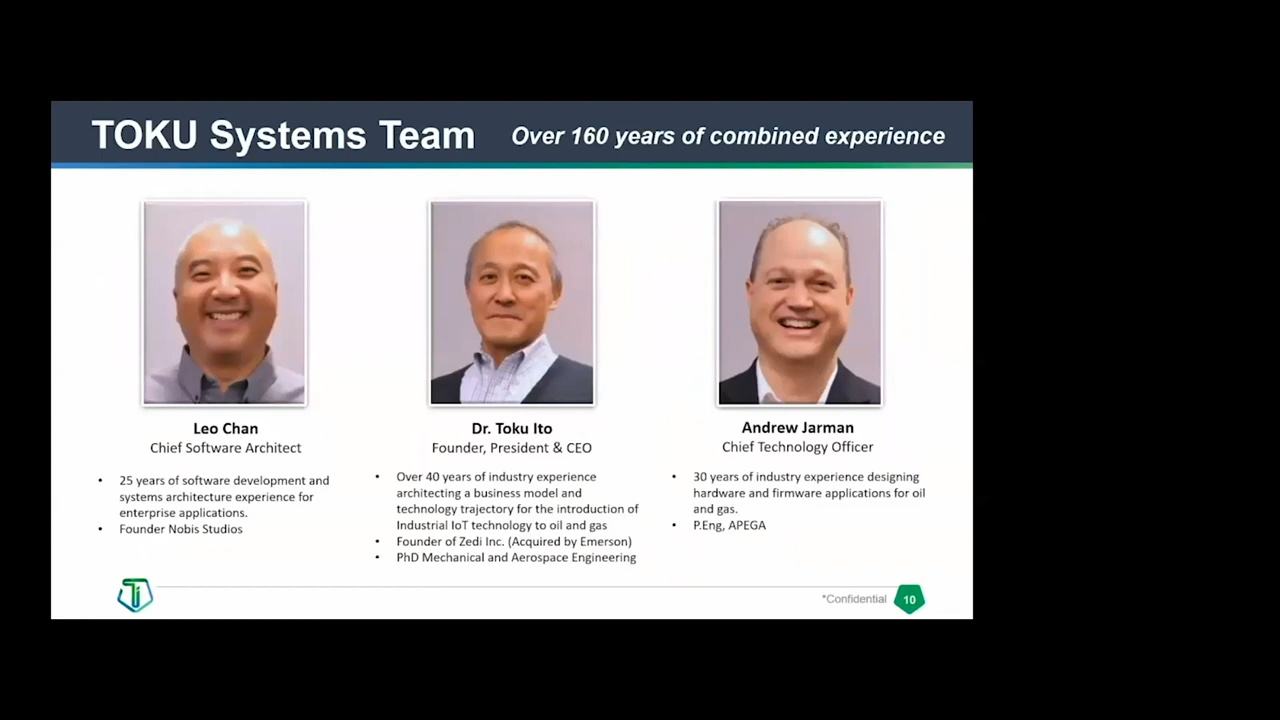 TOKU Systems Team
Over 160 years of combined experience
Leo Chan
Chief Software Architect
• 25 years of software development and
systems architecture experience for
enterprise applications.
• Founder Nobis Studios
Dr. Toku Ito
Founder, President & CEO
• Over 40 years of industry experience
architecting a business model and
technology trajectory for the introduction of
Industrial IoT technology to oil and gas
• Founder of Zedi Inc. (Acquired by Emerson)
• PhD Mechanical and Aerospace Engineering
Andrew Jarman
Chief Technology Officer
• 30 years of industry experience designing
hardware and firmware applications for oil
and gas.
• P.Eng, APEGA
Ti
*Confidential
10